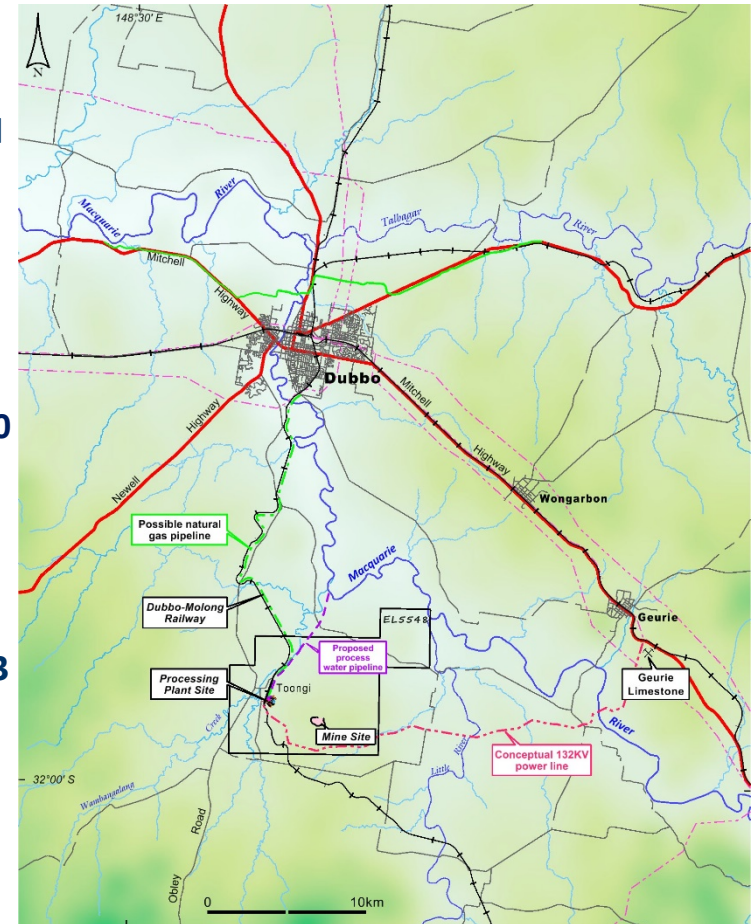 148°30' E
N
Macquarie
River
Talbagar
River
Mitchell
Highway
Dubbo
Mitchell
Highway
Newell
Highway
0
Wongarbon
Possible natural
gas pipeline
Macquarie
Dubbo-Molong
Railway
EL5548
Geurie
Proposed
process
water pipeline
Geurie
Limestone
Processing
Plant Site
Toongi
Mine Site
Creek
River
River
Little
Conceptual 132KV
power line
32°00' S
Wambangalang
Road
Obley
0 10km